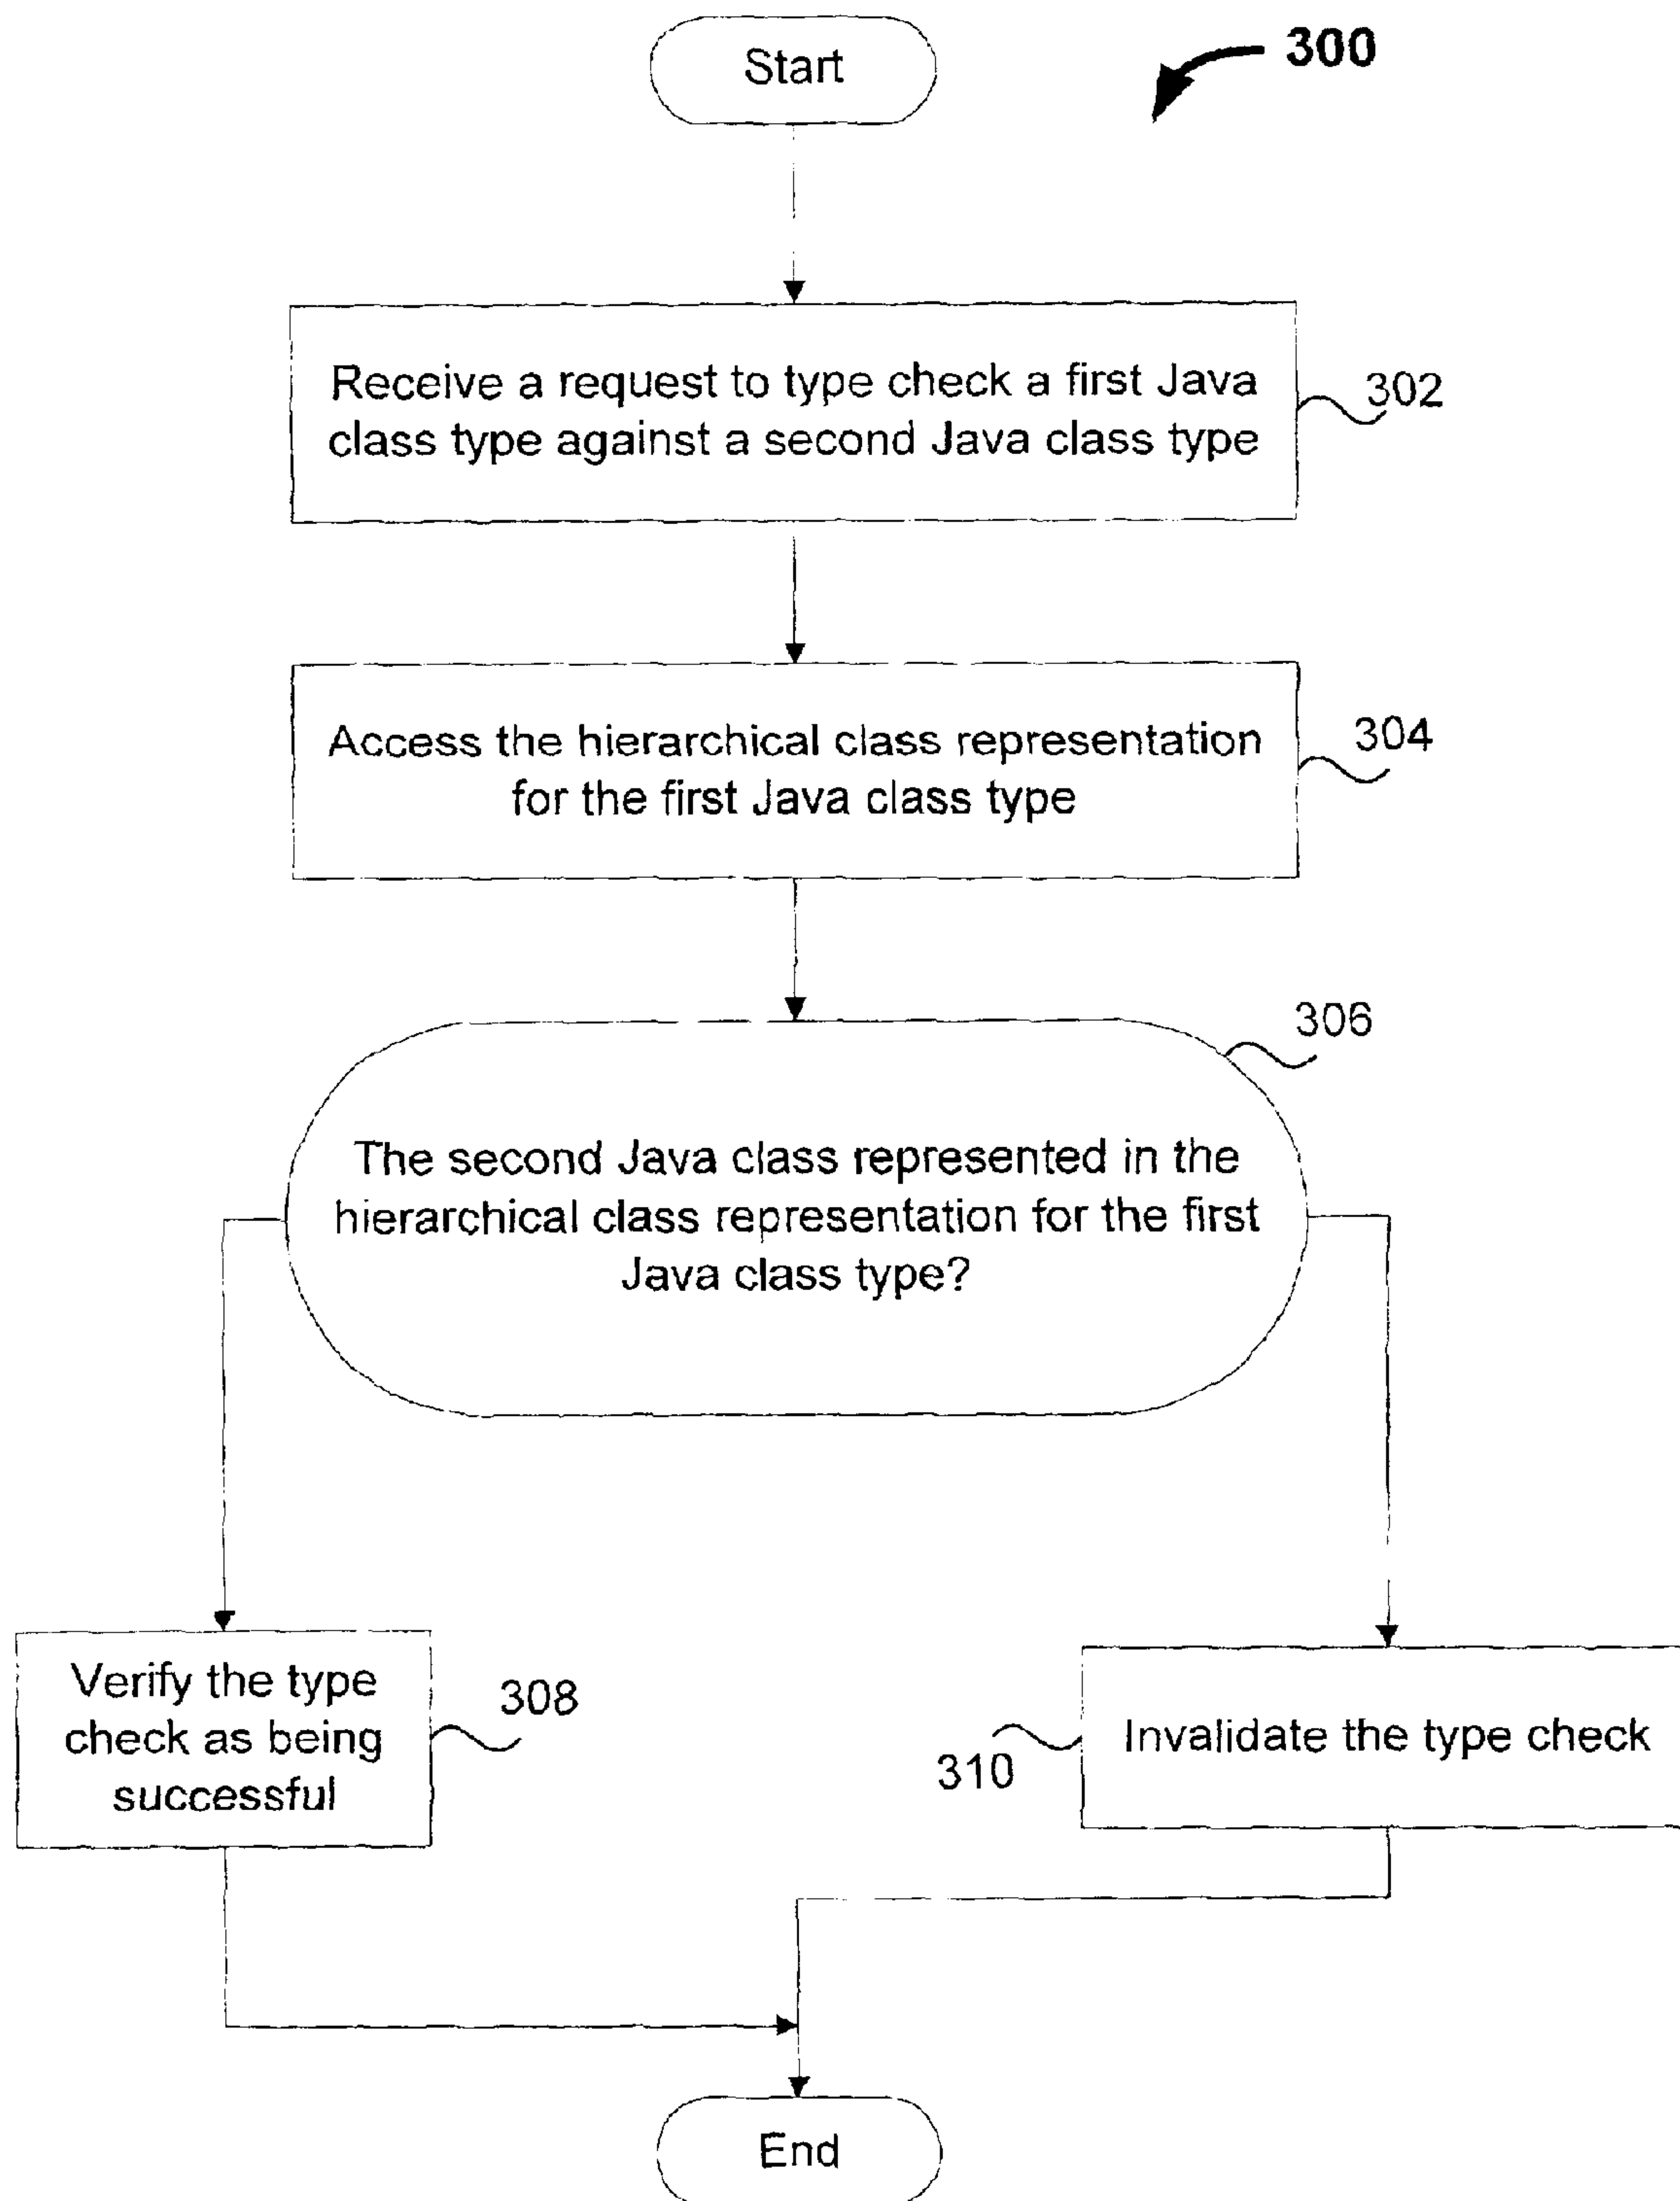 Start
300
Receive a request to type check a first Java
class type against a second Java class type
302
Access the hierarchical class representation
for the first Java class type
304
306
The second Java class represented in the
hierarchical class representation for the first
Java class type?
Verify the type
check as being
successful
308
310
Invalidate the type check
End